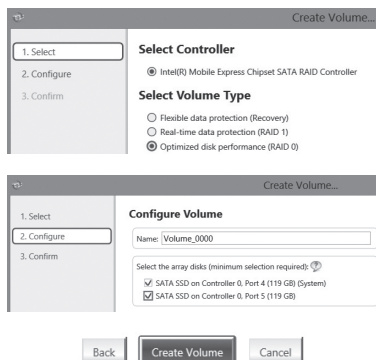 Create Volume...
1. Select
2. Configure
3. Confirm
Select Controller
Intel(R) Mobile Express Chipset SATA RAID Controller
Select Volume Type
Flexible data protection (Recovery)
Real-time data protection (RAID 1)
Optimized disk performance (RAID 0)
Create Volume...
1. Select
2. Configure
3. Confirm
Configure Volume
Name: Volume_0000
Select the array disks (minimum selection required): ?
SATA SSD on Controller 0, Port 4 (119 GB) (System)
SATA SSD on Controller 0, Port 5 (119 GB)
Back
Create Volume
Cancel